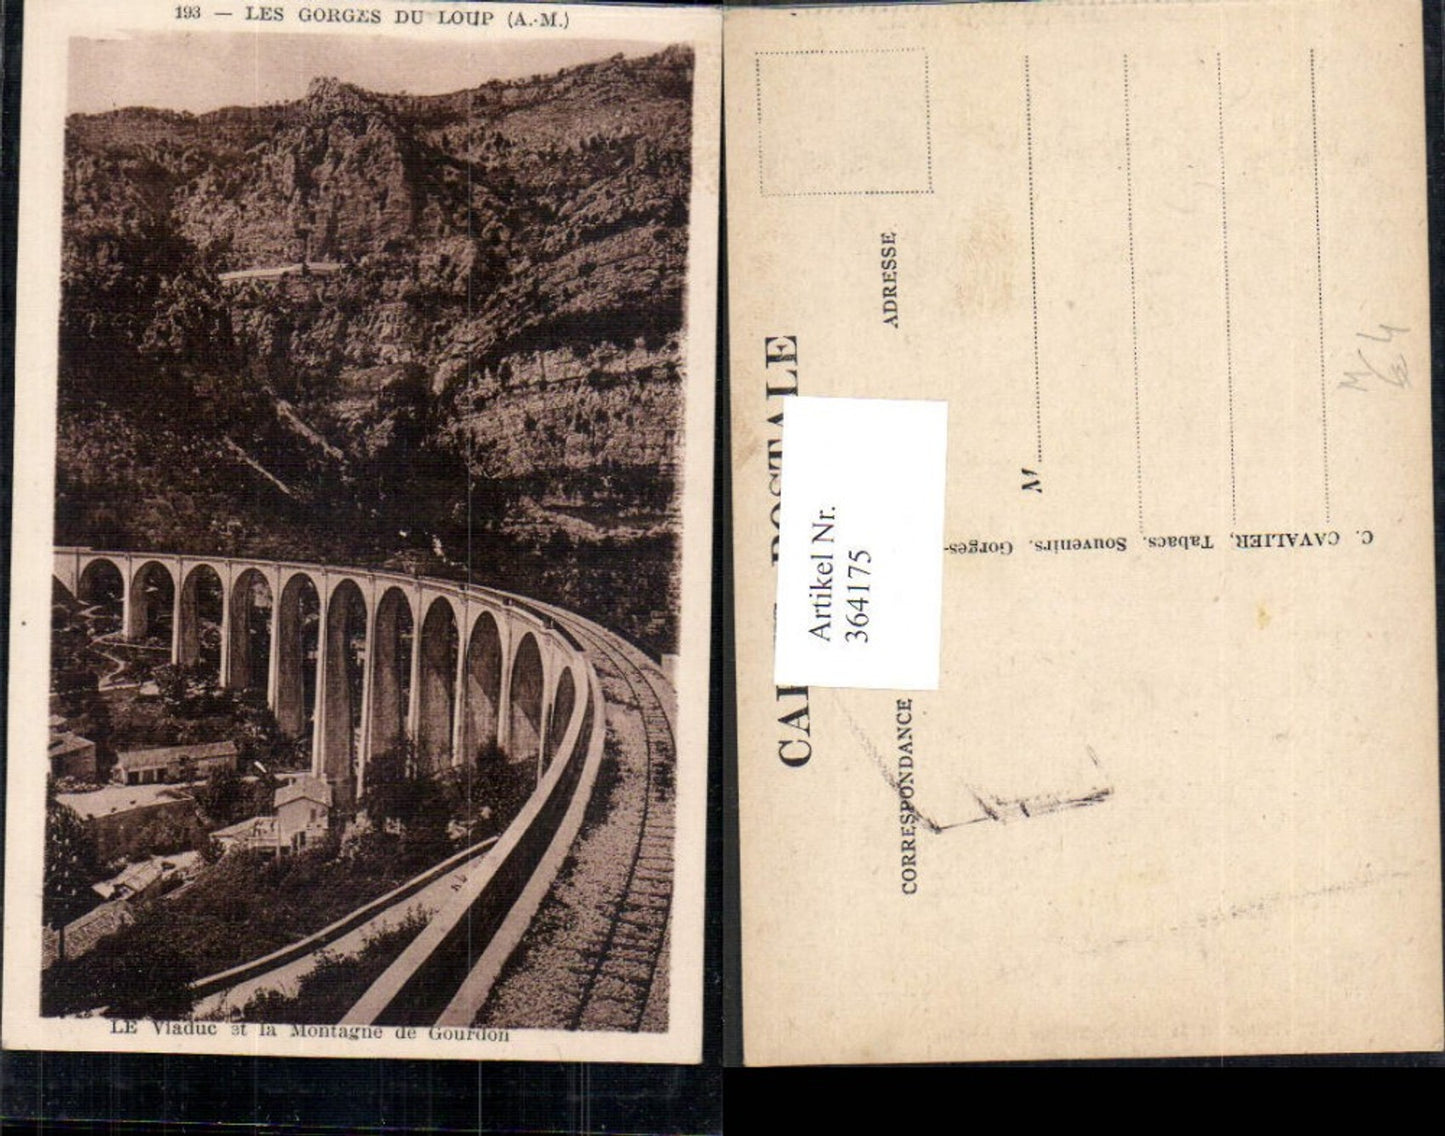 193 — LES GORGES DU LOUP (A.-M.)
LE Viaduc et la Montagne de Gourdon
CARTE POSTALE
CORRESPONDANCE
ADRESSE
M
C. CAVALIER, Tabacs. Souvenirs. Gorges-
Artikel Nr.
364175